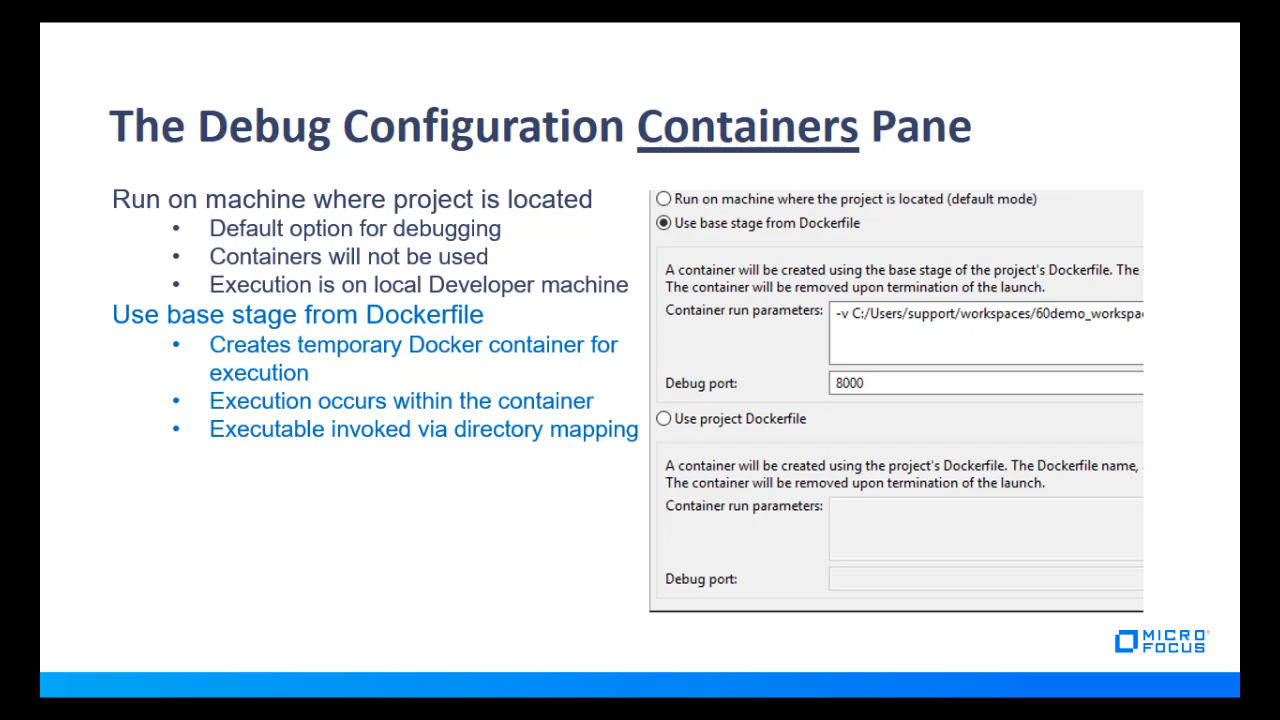 The Debug Configuration Containers Pane
Run on machine where project is located
• Default option for debugging
• Containers will not be used
• Execution is on local Developer machine
Use base stage from Dockerfile
• Creates temporary Docker container for
execution
• Execution occurs within the container
• Executable invoked via directory mapping
Run on machine where the project is located (default mode)
Use base stage from Dockerfile
A container will be created using the base stage of the project's Dockerfile. The
The container will be removed upon termination of the launch.
Container run parameters: -v C:/Users/support/workspaces/60demo_workspa
Debug port: 8000
Use project Dockerfile
A container will be created using the project's Dockerfile. The Dockerfile name,
The container will be removed upon termination of the launch.
Container run parameters:
Debug port:
MICRO
FOCUS